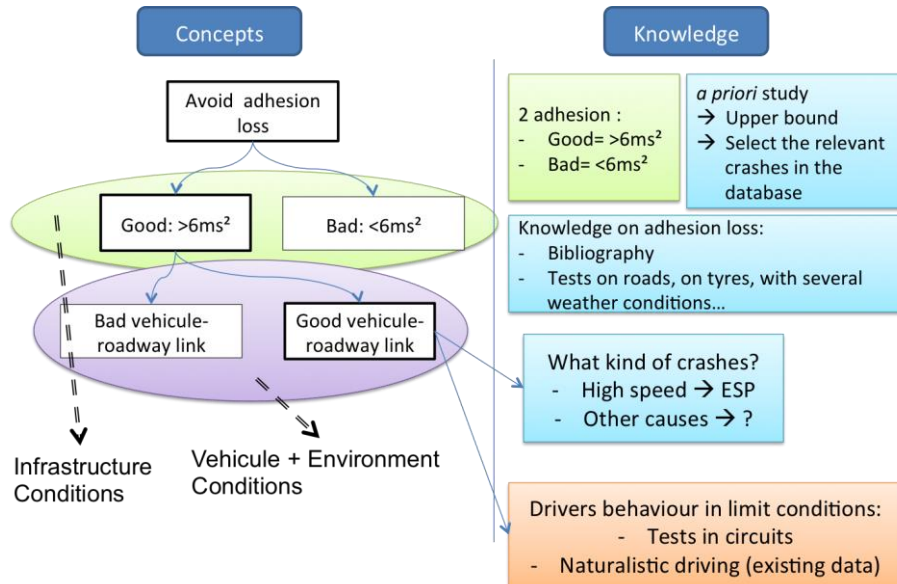 Concepts
Knowledge
Avoid adhesion
loss
Good: >6ms²
Bad: <6ms²
Bad vehicule-
roadway link
Good vehicule-
roadway link
Infrastructure
Conditions
Vehicule + Environment
Conditions
2 adhesion :
- Good= >6ms²
- Bad= <6ms²
a priori study
→ Upper bound
→ Select the relevant
crashes in the
database
Knowledge on adhesion loss:
- Bibliography
- Tests on roads, on tyres, with several
weather conditions…
What kind of crashes?
- High speed → ESP
- Other causes → ?
Drivers behaviour in limit conditions:
- Tests in circuits
- Naturalistic driving (existing data)